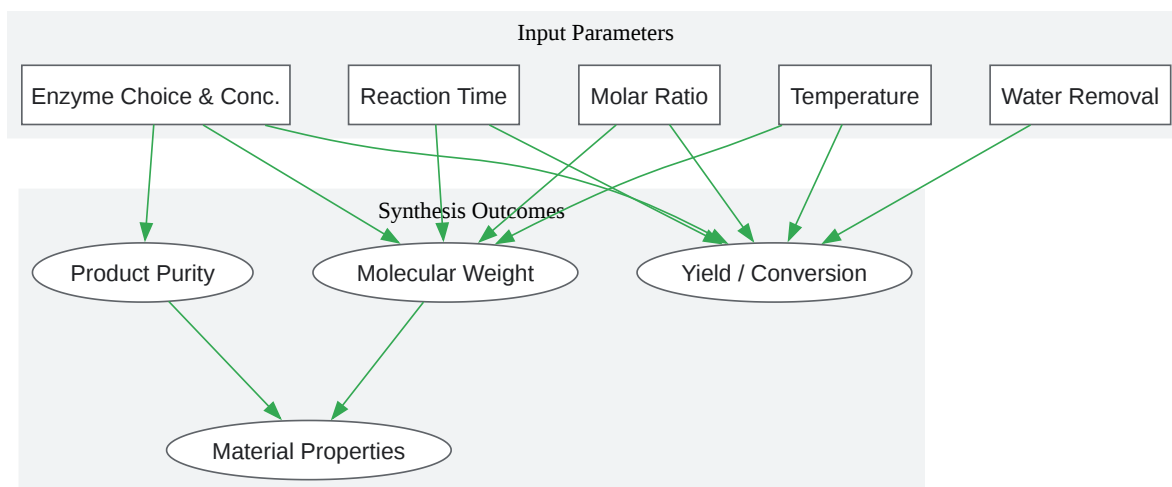 Input Parameters
Enzyme Choice & Conc.
Reaction Time
Molar Ratio
Temperature
Water Removal
Synthesis Outcomes
Product Purity
Molecular Weight
Yield / Conversion
Material Properties